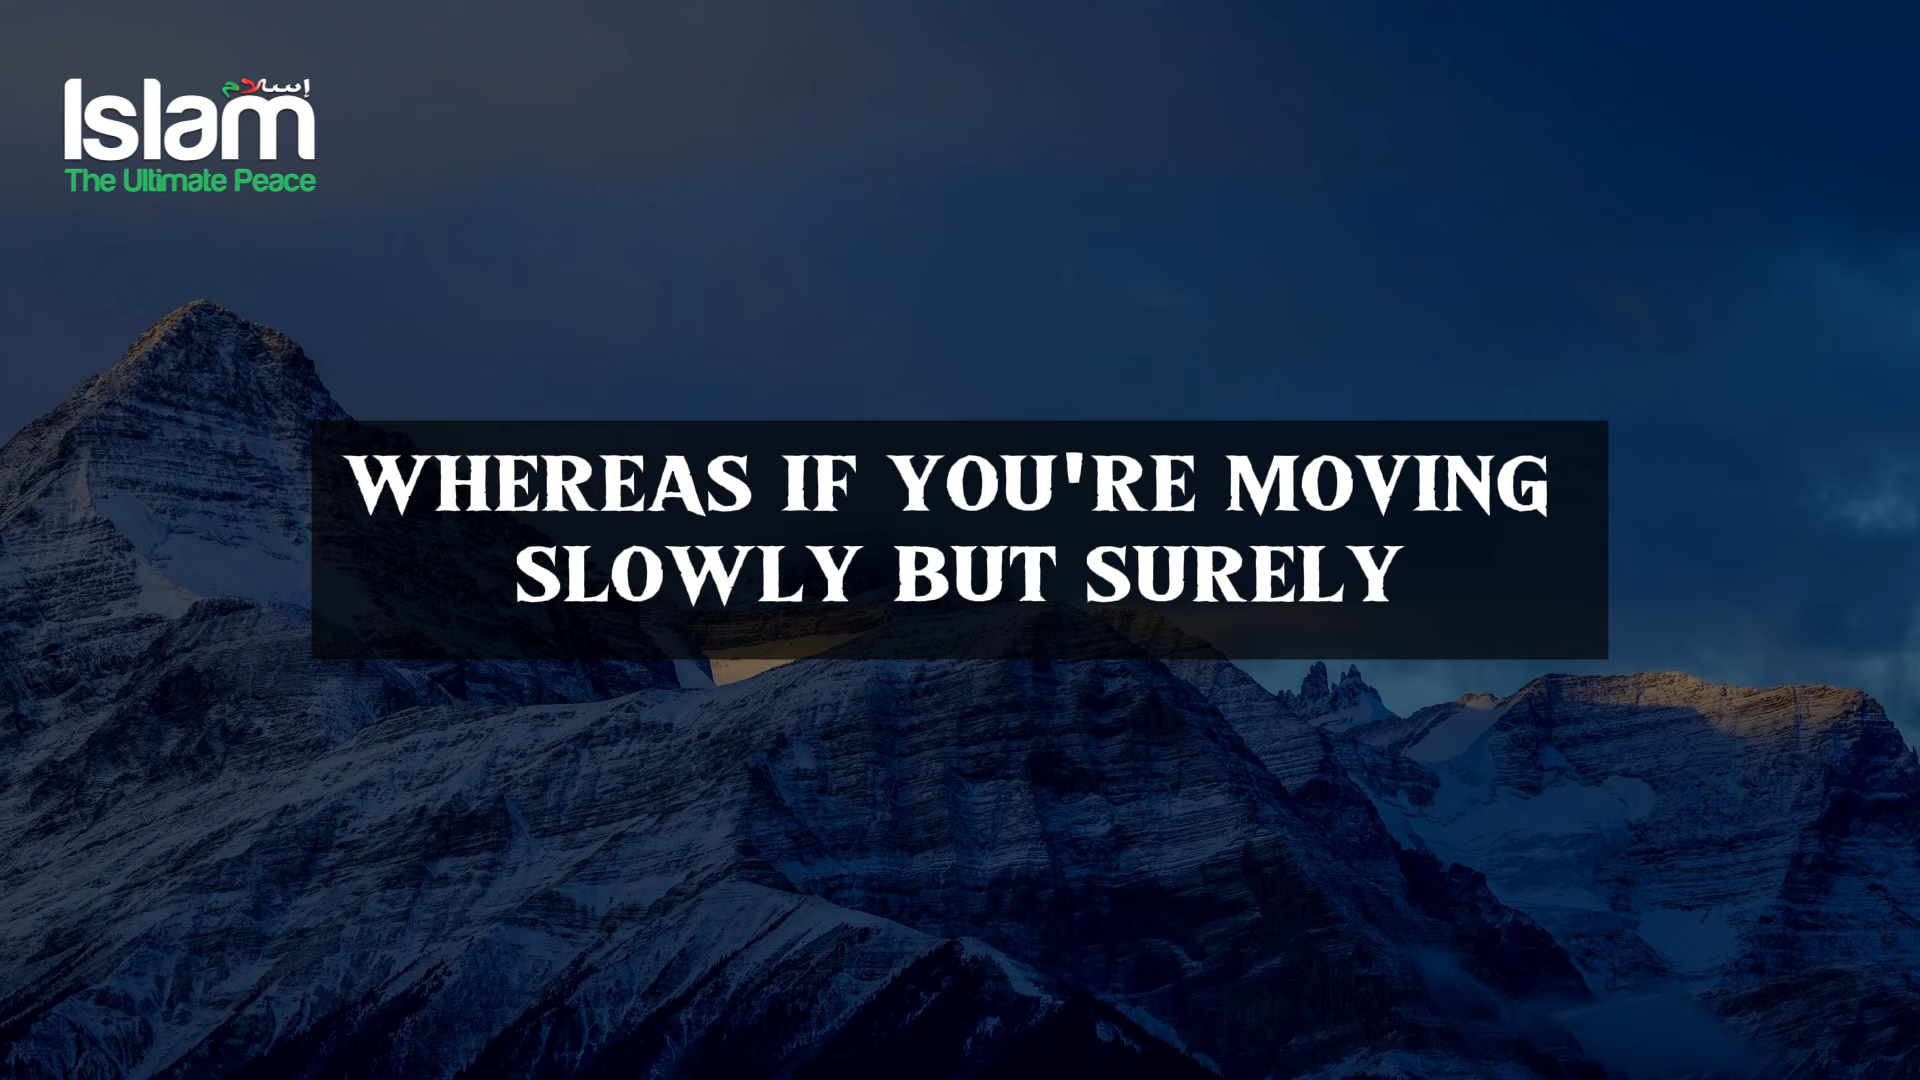 إسلام
Islam
The Ultimate Peace
WHEREAS IF YOU'RE MOVING
SLOWLY BUT SURELY